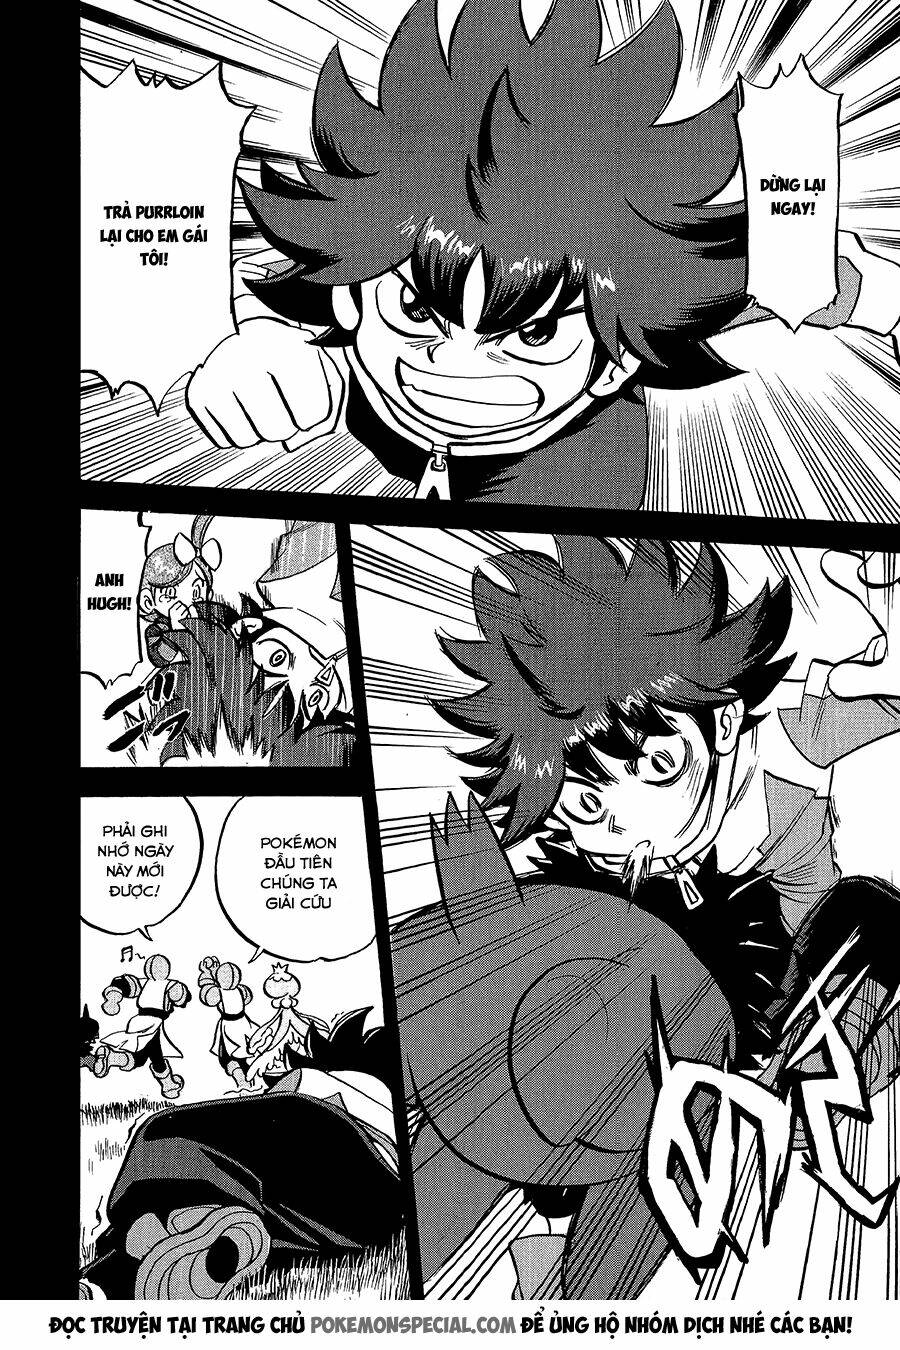 DỪNG LẠI
NGAY!
TRẢ PURRLOIN
LẠI CHO EM GÁI
TÔI!
ANH
HUGH!
POKÉMON
ĐẦU TIÊN
CHÚNG TA
GIẢI CỨU
PHẢI GHI
NHỚ NGÀY
NÀY MỚI
ĐƯỢC!
ĐỌC TRUYỆN TẠI TRANG CHỦ POKEMONSPECIAL.COM ĐỂ ỦNG HỘ NHÓM DỊCH NHÉ CÁC BẠN!